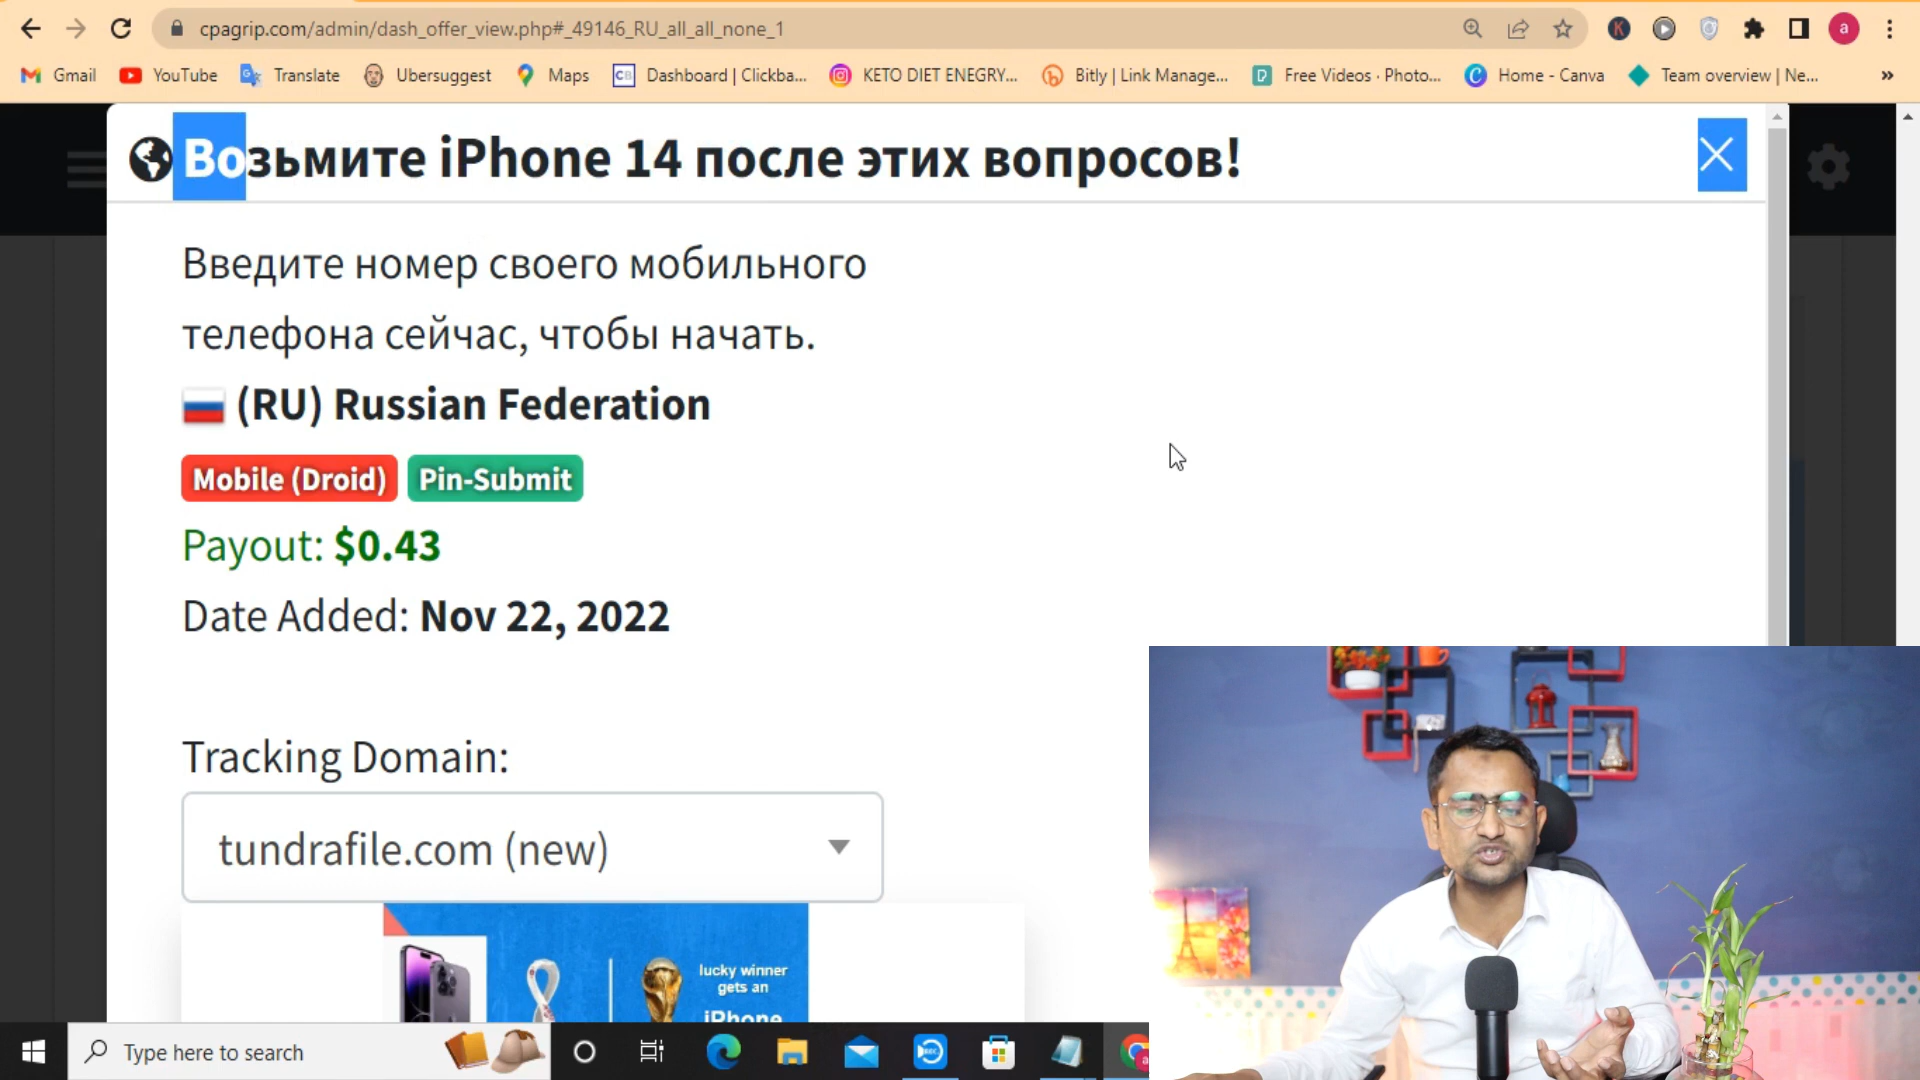 cpagrip.com/admin/dash_offer_view.php#_49146_RU_all_all_none_1
K
a
Gmail
YouTube
Translate
Ubersuggest
Maps
Dashboard | Clickba...
KETO DIET ENEGRY...
Bitly | Link Manage...
Free Videos · Photo...
Home - Canva
Team overview | Ne...
»
Возьмите iPhone 14 после этих вопросов!
Введите номер своего мобильного
телефона сейчас, чтобы начать.
(RU) Russian Federation
Mobile (Droid) Pin-Submit
Payout: $0.43
Date Added: Nov 22, 2022
Tracking Domain:
tundrafile.com (new)
lucky winner
gets an
iPhone
Type here to search